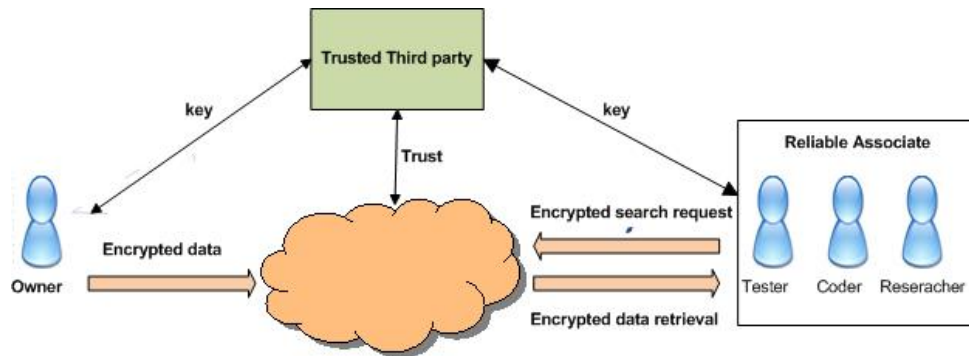 Trusted Third party
key
key
Trust
Reliable Associate
Encrypted search request
Encrypted data
Owner
Tester
Coder
Reseracher
Encrypted data retrieval